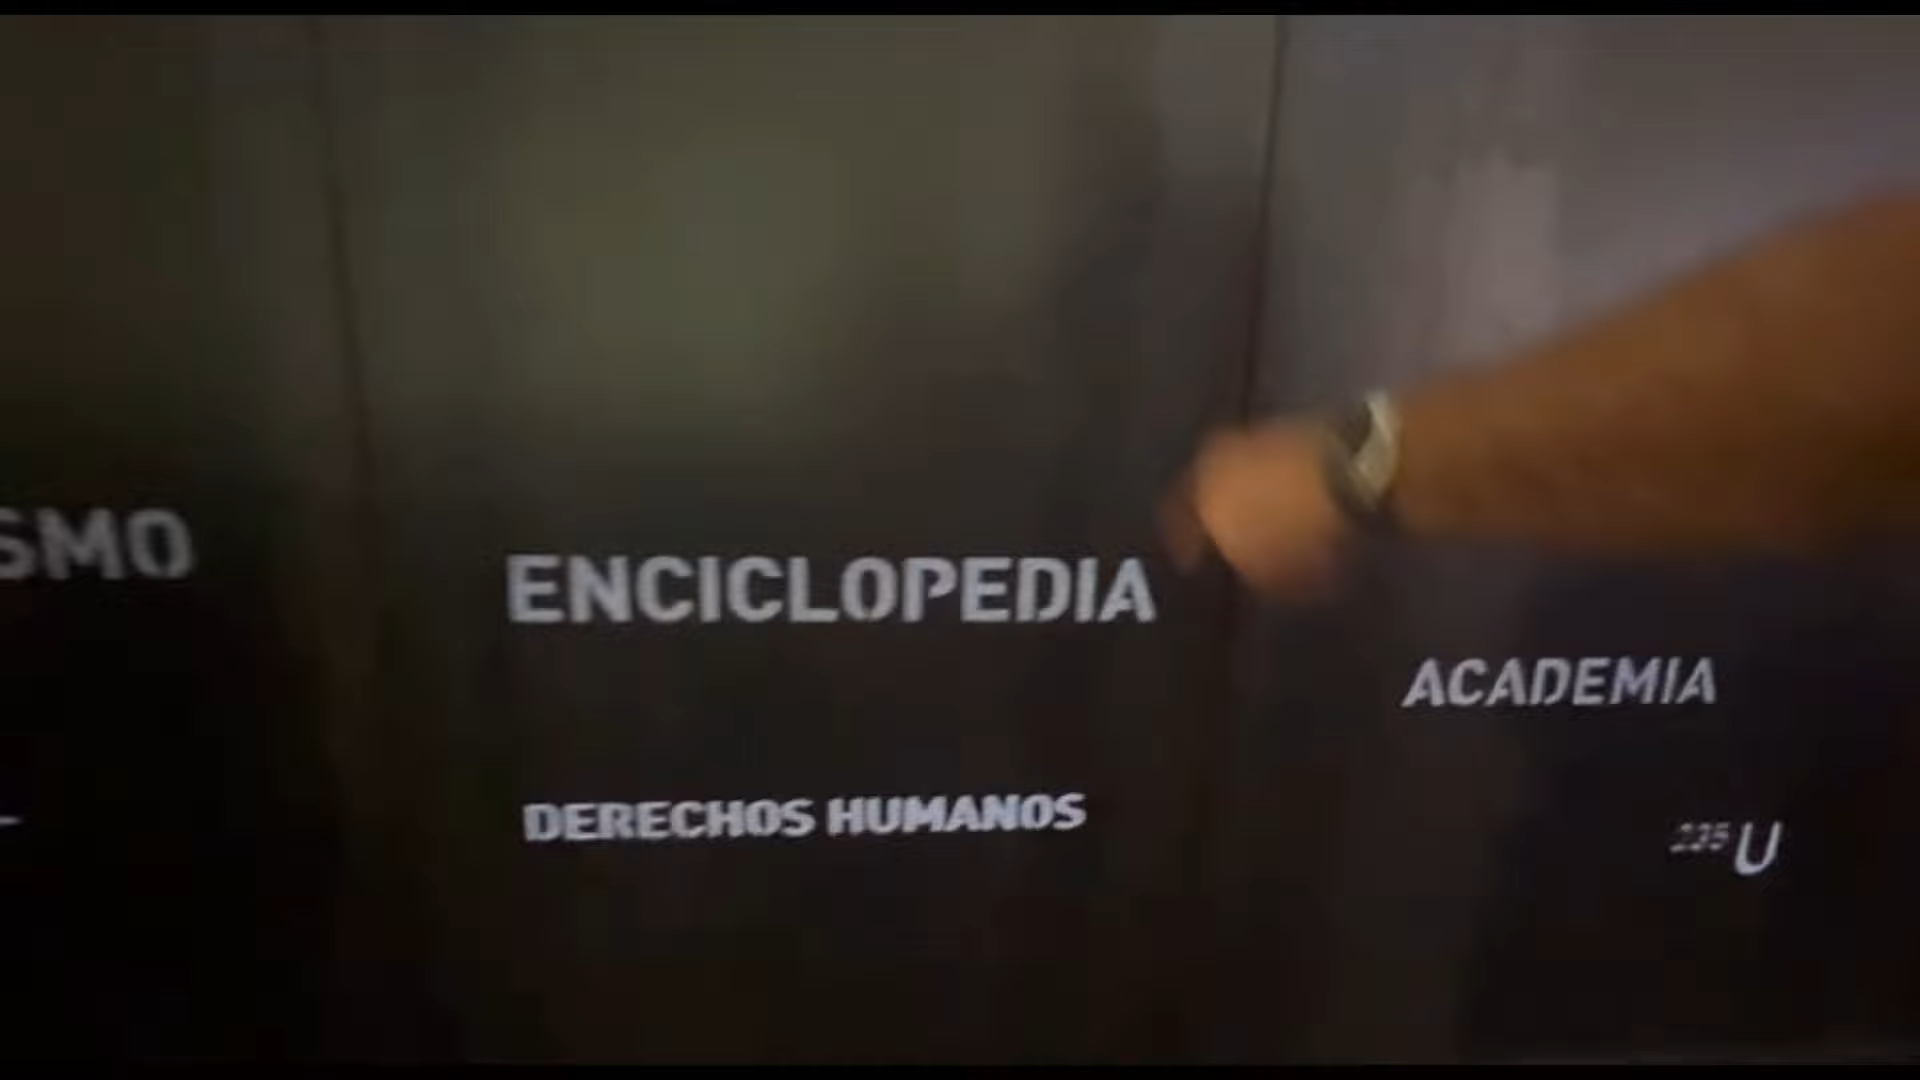 SMO
ENCICLOPEDIA
ACADEMIA
DERECHOS HUMANOS
235U